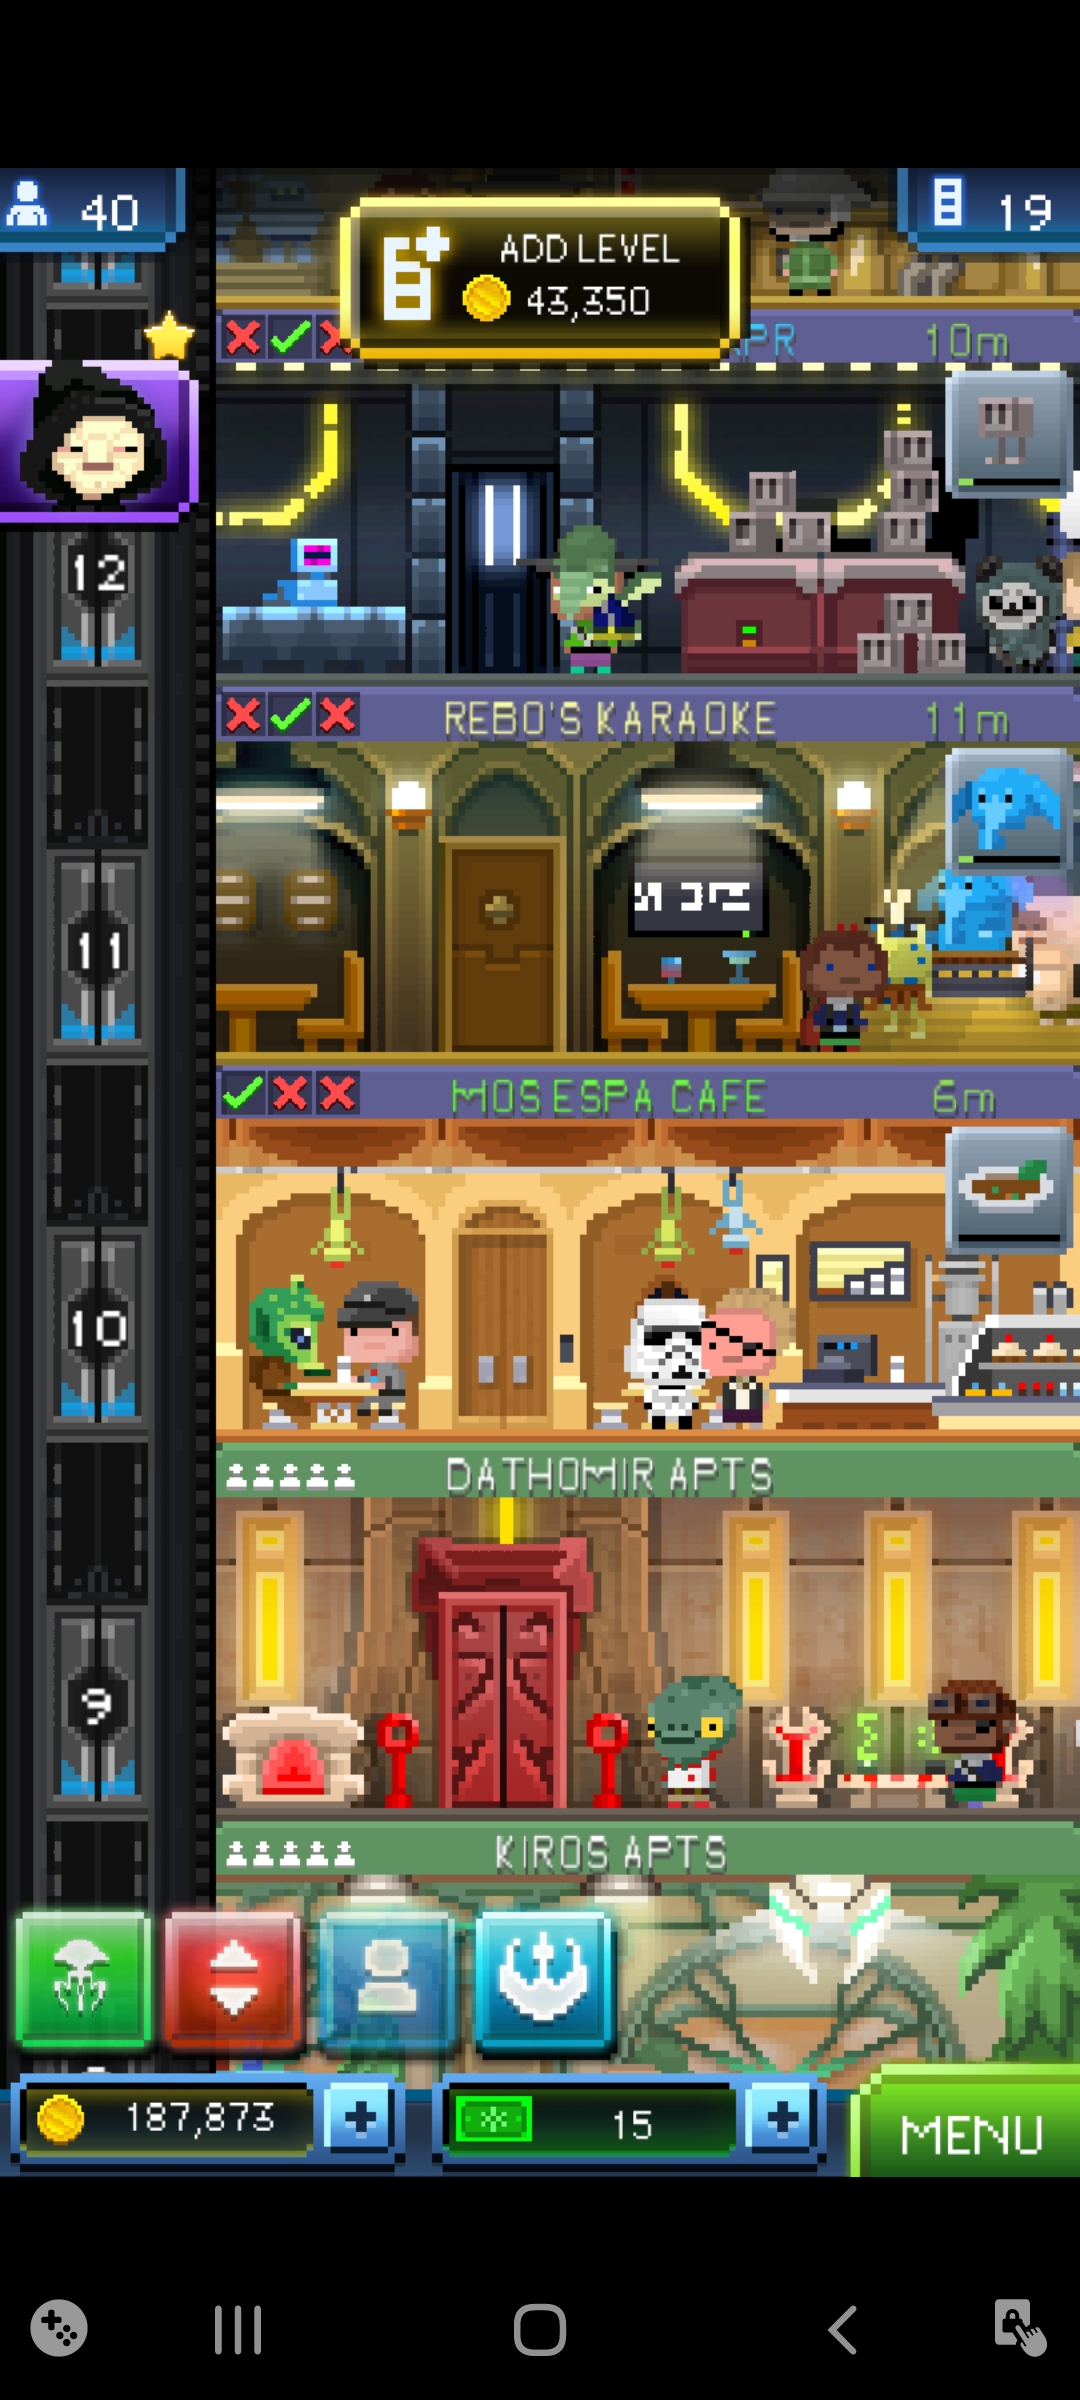 40
ADD LEVEL
43,350
19
10m
12
REBO'S KARAOKE
11m
11
MOS ESPA CAFE
6m
10
DATHOMIR APTS
9
KIROS APTS
187,873
15
MENU